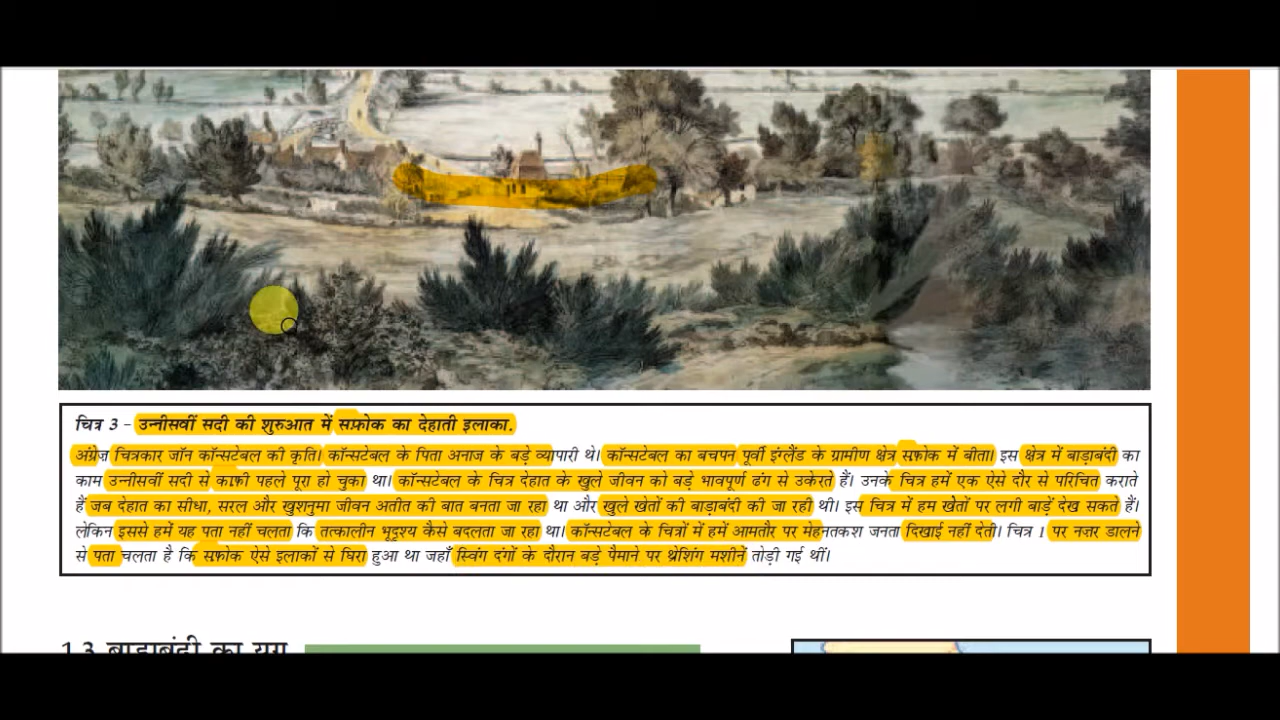 चित्र 3 – उन्नीसवीं सदी की शुरुआत में सफ़ोक का देहाती इलाका.
अंग्रेज चित्रकार जॉन कॉन्सटेबल की कृति। कॉन्सटेबल के पिता अनाज के बड़े व्यापारी थे। कॉन्सटेबल का बचपन पूर्वी इंग्लैंड के ग्रामीण क्षेत्र सफ़ोक में बीता। इस क्षेत्र में बाड़ाबंदी का
काम उन्नीसवीं सदी से काफ़ी पहले पूरा हो चुका था। कॉन्सटेबल के चित्र देहात के खुले जीवन को बड़े भावपूर्ण ढंग से उकेरते हैं। उनके चित्र हमें एक ऐसे दौर से परिचित कराते
हैं जब देहात का सीधा, सरल और खुशनुमा जीवन अतीत की बात बनता जा रहा था और खुले खेतों की बाड़ाबंदी की जा रही थी। इस चित्र में हम खेतों पर लगी बाड़ें देख सकते हैं।
लेकिन इससे हमें यह पता नहीं चलता कि तत्कालीन भूदृश्य कैसे बदलता जा रहा था। कॉन्सटेबल के चित्रों में हमें आमतौर पर मेहनतकश जनता दिखाई नहीं देती। चित्र 1 पर नज़र डालने
से पता चलता है कि सफ़ोक ऐसे इलाकों से घिरा हुआ था जहाँ स्विंग दंगों के दौरान बड़े पैमाने पर थ्रेशिंग मशीनें तोड़ी गई थीं।
1.3 बाड़ाबंदी का युग